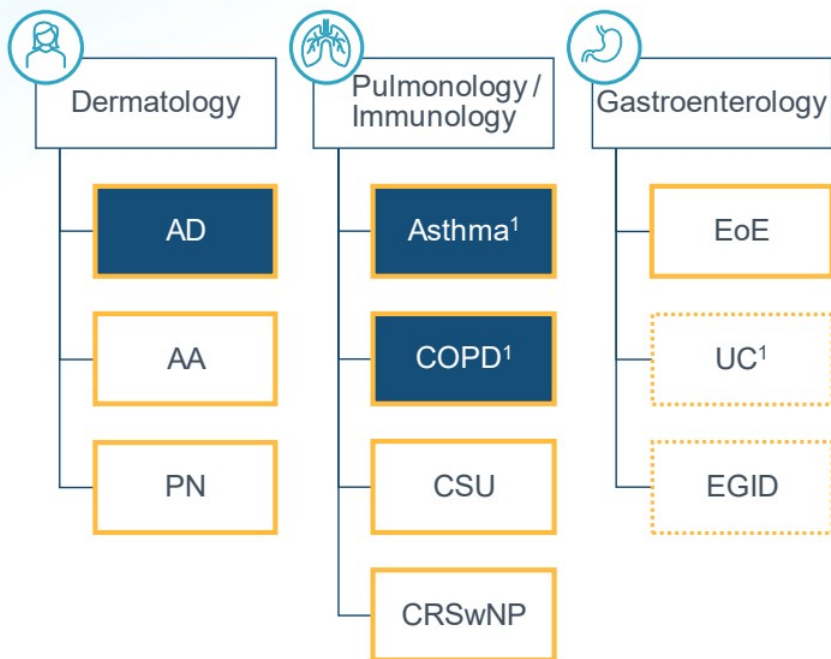 Dermatology
AD
AA
PN
Pulmonology /
Immunology
Asthma¹
COPD¹
CSU
CRSwNP
Gastroenterology
EoE
UC¹
EGID